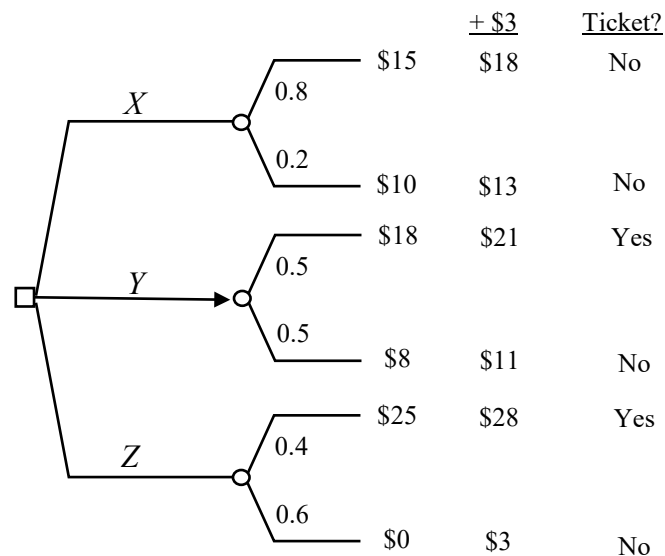 + $3 Ticket?
$15 $18 No
0.8
X
0.2
$10 $13 No
$18 $21 Yes
0.5
Y
0.5
$8 $11 No
$25 $28 Yes
0.4
Z
0.6
$0 $3 No